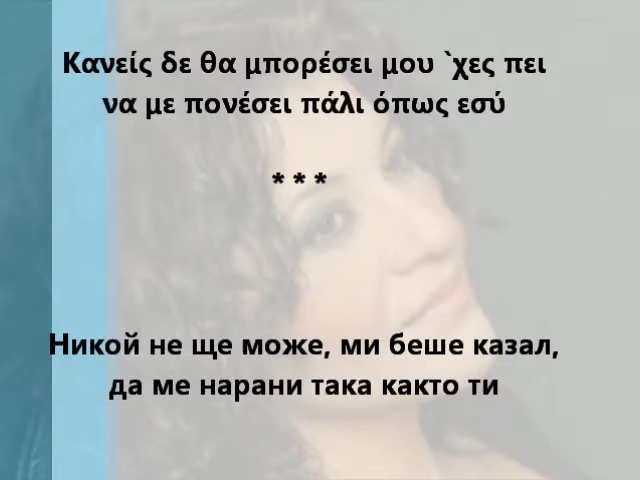 Κανείς δε θα μπορέσει μου `χες πει
να με πονέσει πάλι όπως εσύ
* * *
Никой не ще може, ми беше казал,
да ме нарани така както ти